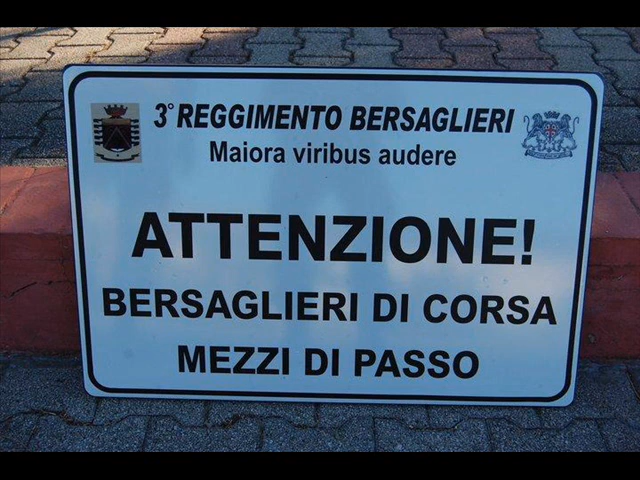 3° REGGIMENTO BERSAGLIERI
Maiora viribus audere
ATTENZIONE!
BERSAGLIERI DI CORSA
MEZZI DI PASSO